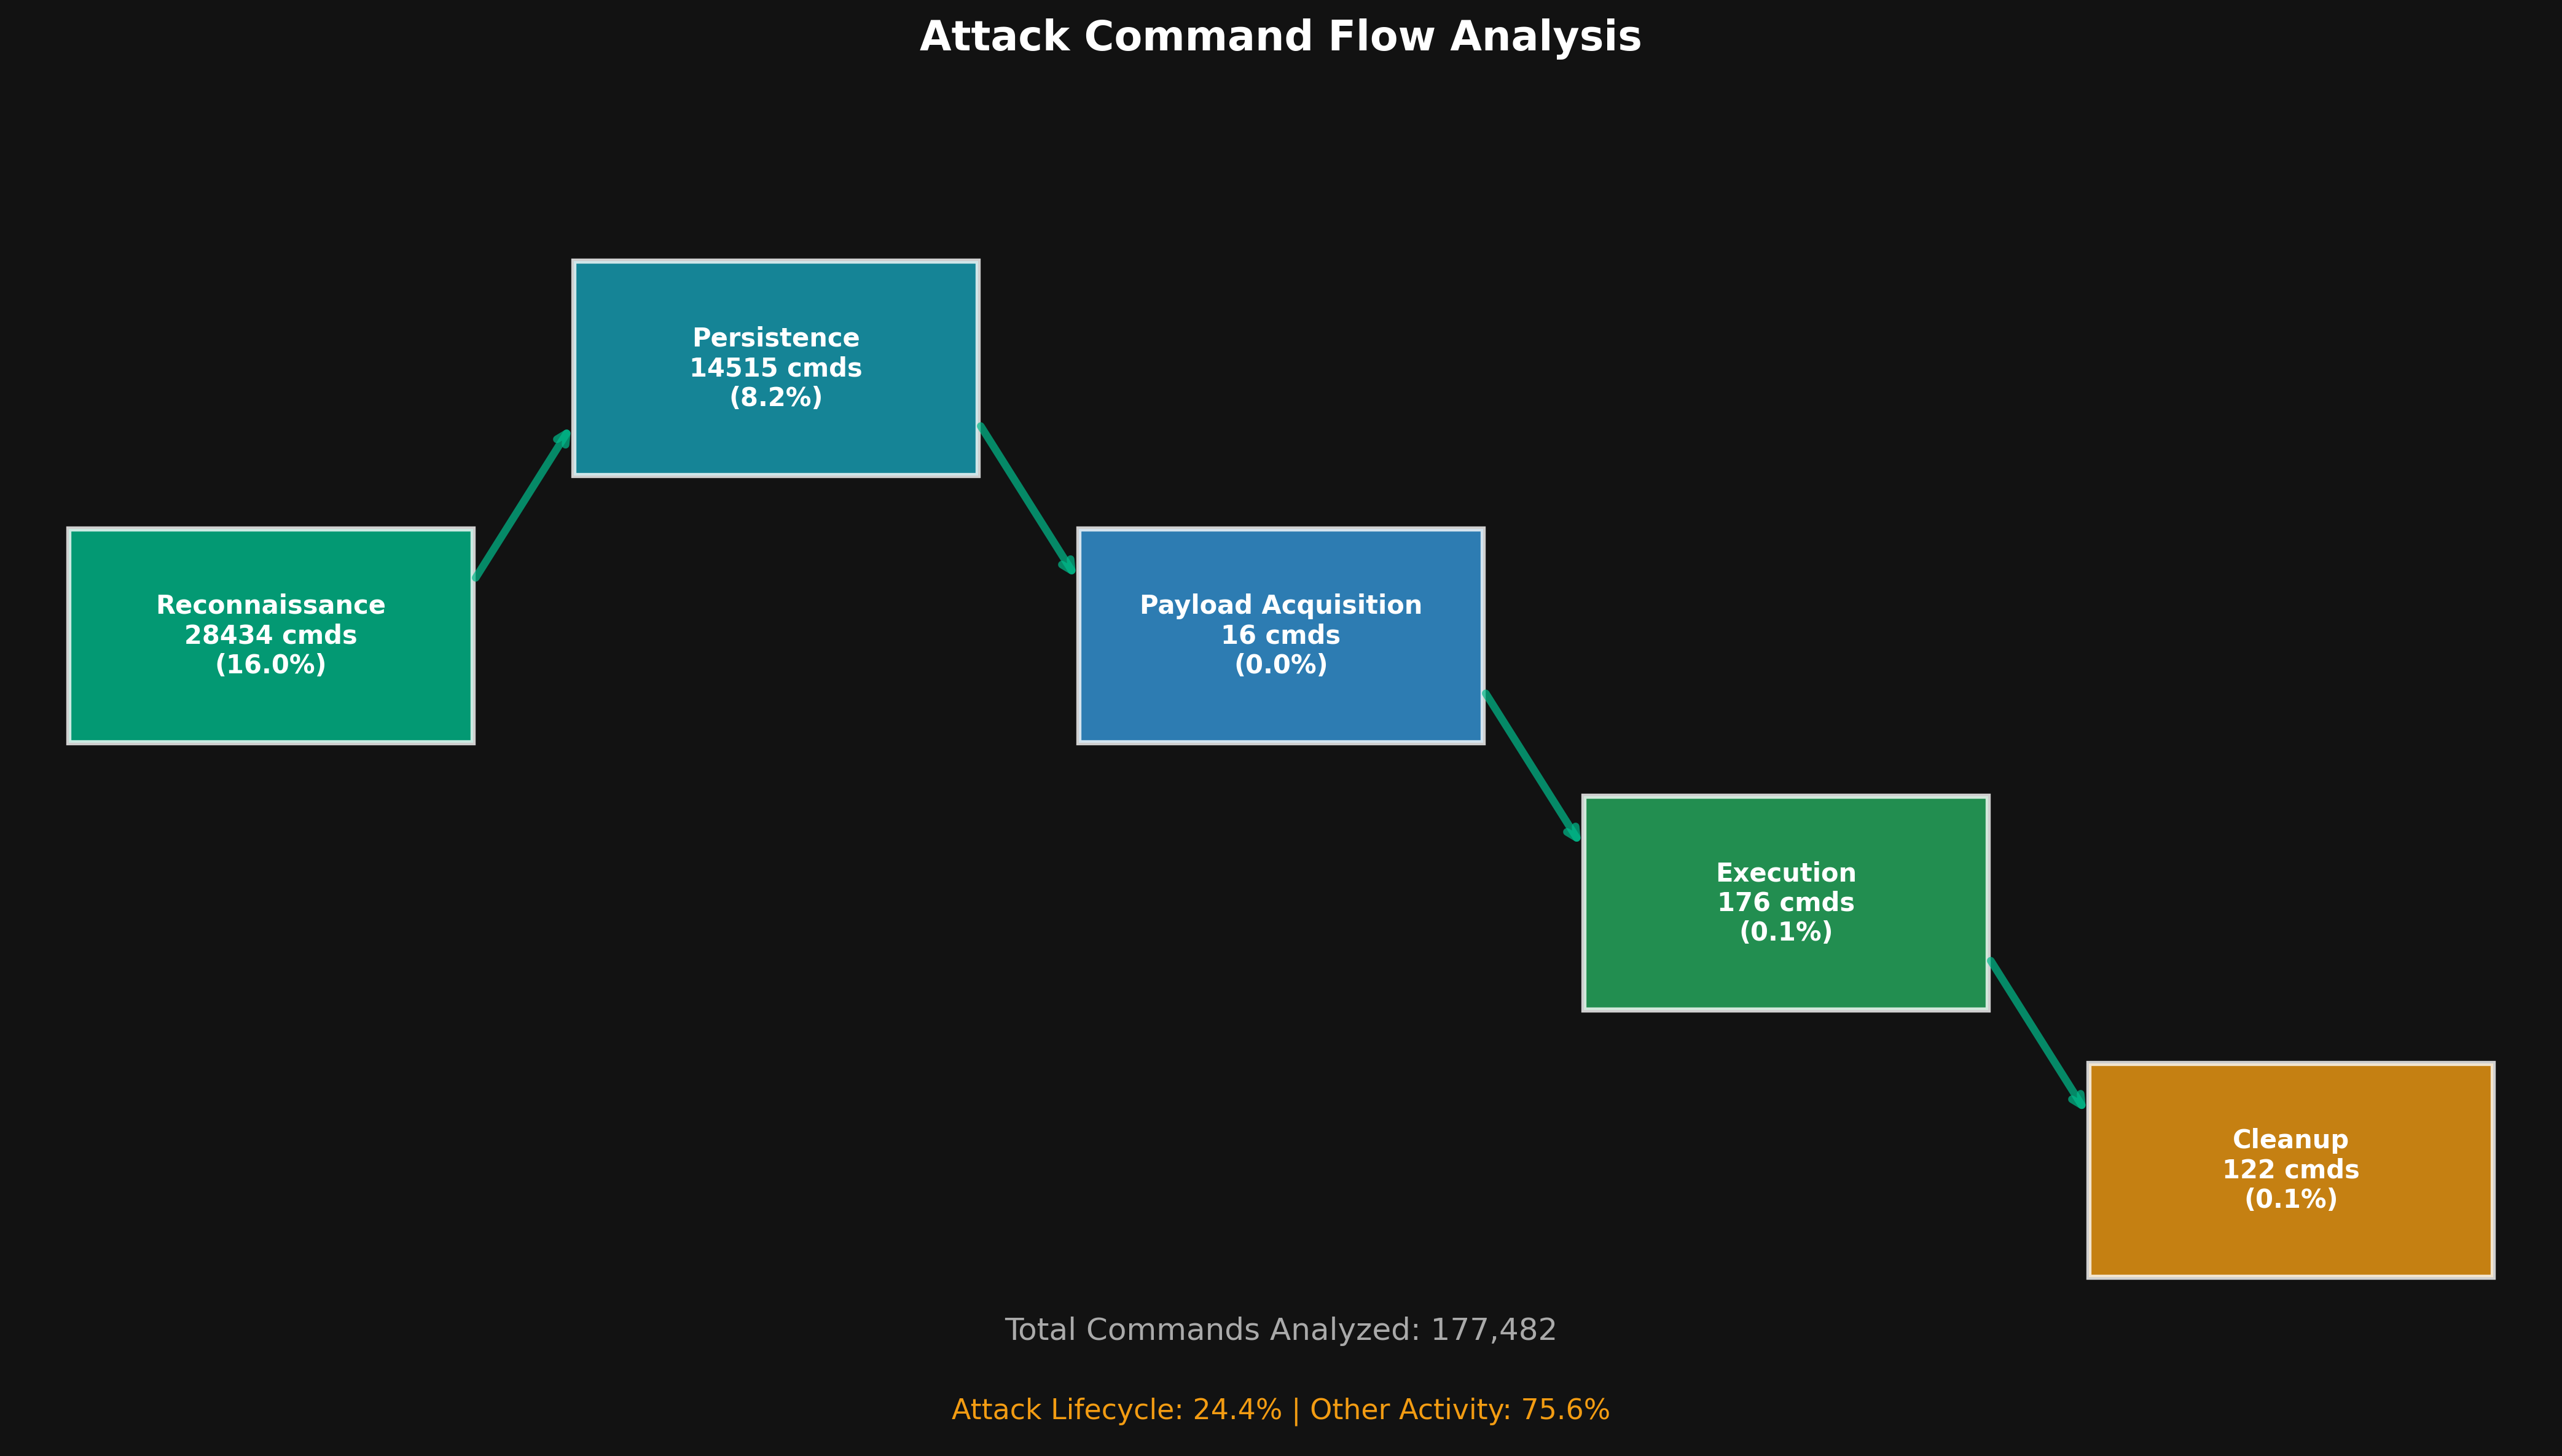 Attack Command Flow Analysis
Persistence
14515 cmds
(8.2%)
Reconnaissance
28434 cmds
(16.0%)
Payload Acquisition
16 cmds
(0.0%)
Execution
176 cmds
(0.1%)
Cleanup
122 cmds
(0.1%)
Total Commands Analyzed: 177,482
Attack Lifecycle: 24.4% | Other Activity: 75.6%